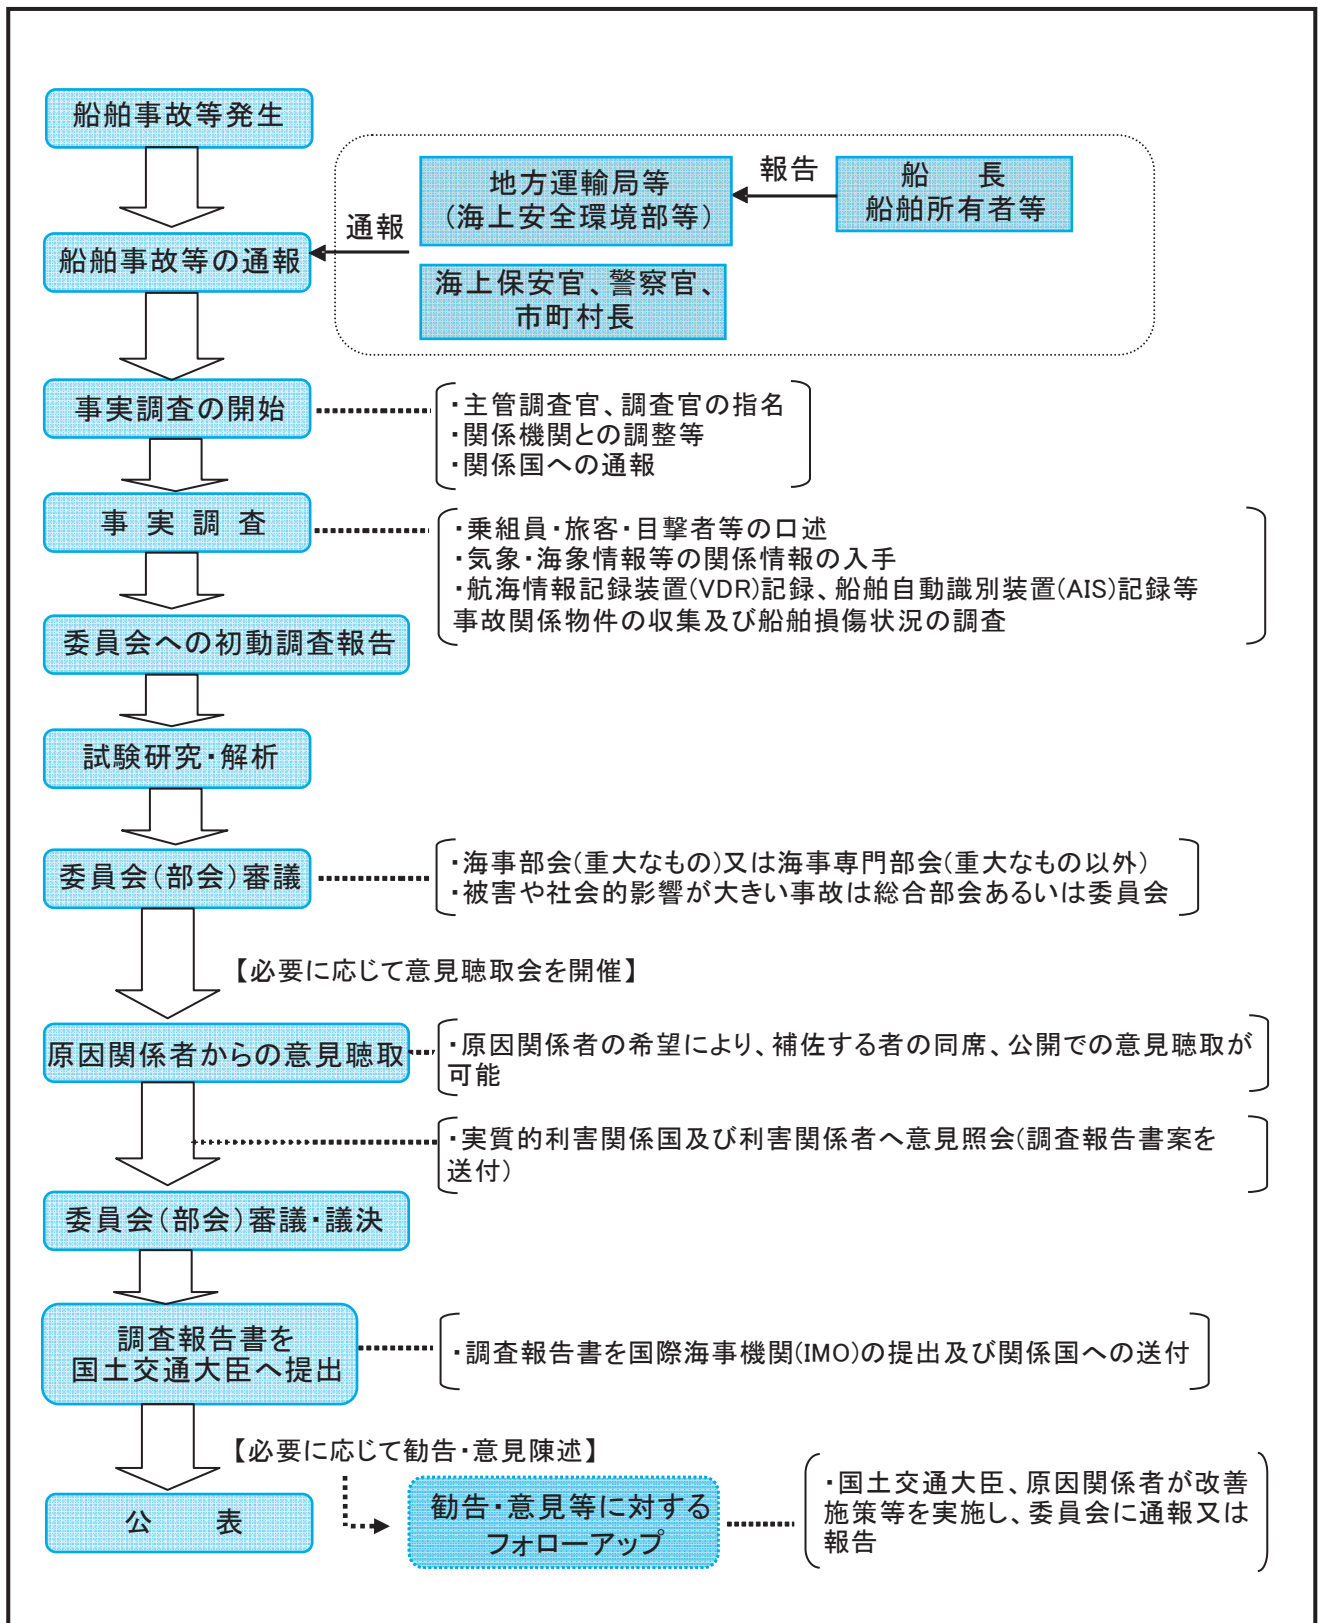 船舶事故等発生
地方運輸局等
(海上安全環境部等)
報告
船　　長
船舶所有者等
通報
船舶事故等の通報
海上保安官、警察官、
市町村長
事実調査の開始
・主管調査官、調査官の指名
・関係機関との調整等
・関係国への通報
事 実 調 査
・乗組員・旅客・目撃者等の口述
・気象・海象情報等の関係情報の入手
・航海情報記録装置(VDR)記録、船舶自動識別装置(AIS)記録等
事故関係物件の収集及び船舶損傷状況の調査
委員会への初動調査報告
試験研究・解析
委員会(部会)審議
・海事部会(重大なもの)又は海事専門部会(重大なもの以外)
・被害や社会的影響が大きい事故は総合部会あるいは委員会
【必要に応じて意見聴取会を開催】
原因関係者からの意見聴取
・原因関係者の希望により、補佐する者の同席、公開での意見聴取が
可能
・実質的利害関係国及び利害関係者へ意見照会(調査報告書案を
送付)
委員会(部会)審議・議決
調査報告書を
国土交通大臣へ提出
・調査報告書を国際海事機関(IMO)の提出及び関係国への送付
【必要に応じて勧告・意見陳述】
公　　表
勧告・意見等に対する
フォローアップ
・国土交通大臣、原因関係者が改善
施策等を実施し、委員会に通報又は
報告